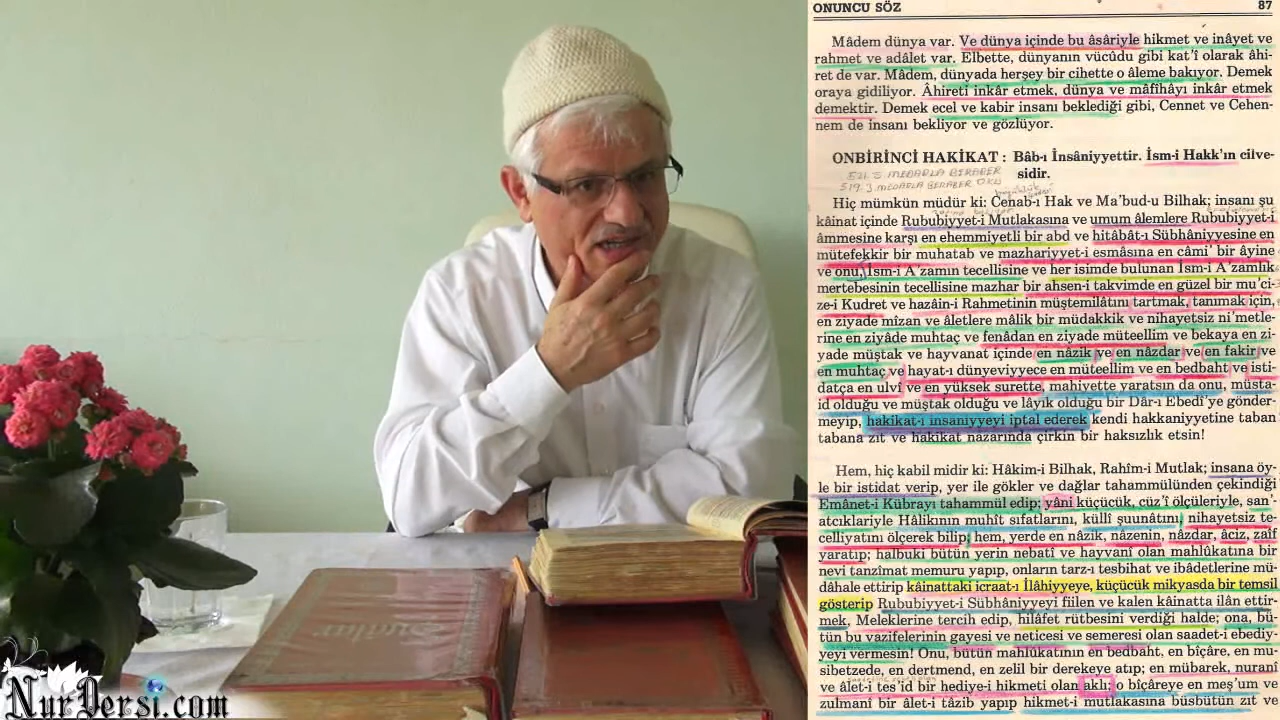 ONUNCU SÖZ 87
Mâdem dünya var. Ve dünya içinde bu âsâriyle hikmet ve inâyet ve
rahmet ve adâlet var. Elbette, dünyanın vücûdu gibi kat'î olarak âhi-
ret de var. Mâdem, dünyada herşey bir cihette o âleme bakıyor. Demek
oraya gidiliyor. Âhireti inkâr etmek, dünya ve mâfîhâyı inkâr etmek
demektir. Demek ecel ve kabir insanı beklediği gibi, Cennet ve Cehen-
nem de insanı bekliyor ve gözlüyor.
ONBİRİNCİ HAKİKAT : Bâb-ı İnsâniyyettir. İsm-i Hakk'ın cilve-
sidir.
521. 3. MEDARLA BERABER
519. 3. MEDARLA BERABER OKU
Hiç mümkün müdür ki: Cenab-ı Hak ve Ma'bud-u Bilhak; insanı şu
kâinat içinde Rububiyyet-i Mutlakasına ve umum âlemlere Rububiyyet-i
âmmesine karşı en ehemmiyetli bir abd ve hitâbât-ı Sübhâniyyesine en
mütefekkir bir muhatab ve mazhariyyet-i esmâsına en câmi' bir âyine
ve onu, İsm-i A'zamın tecellisine ve her isimde bulunan İsm-i A'zamlık
mertebesinin tecellisine mazhar bir ahsen-i takvimde en güzel bir mu'ci-
ze-i Kudret ve hazâin-i Rahmetinin müştemilâtını tartmak, tanımak için,
en ziyade mîzan ve âletlere mâlik bir müdakkik ve nihayetsiz ni'metle-
rine en ziyâde muhtaç ve fenâdan en ziyade müteellim ve bekaya en zi-
yade müştak ve hayvanat içinde en nâzik ve en nâzdar ve en fakir ve
en muhtaç ve hayat-ı dünyeviyyece en müteellim ve en bedbaht ve isti-
datça en ulvî ve en yüksek surette, mahiyette yaratsın da onu, müsta-
id olduğu ve müştak olduğu ve lâyık olduğu bir Dâr-ı Ebedî'ye gönder-
meyip, hakikat-ı insaniyyeyi iptal ederek kendi hakkaniyyetine taban
tabana zıt ve hakikat nazarında çirkin bir haksızlık etsin!
Hem, hiç kabil midir ki: Hâkim-i Bilhak, Rahîm-i Mutlak; insana öy-
le bir istidat verip, yer ile gökler ve dağlar tahammülünden çekindiği
Emânet-i Kübrayı tahammül edip; yâni küçücük, cüz'î ölçüleriyle, san'-
atcıklariyle Hâlikının muhît sıfatlarını, küllî şuunatını; nihayetsiz te-
celliyatını ölçerek bilip; hem, yerde en nâzik, nâzenin, nâzdar, âciz, zaîf
yaratıp; halbuki bütün yerin nebatî ve hayvanî olan mahlûkatına bir
nevi tanzîmat memuru yapıp, onların tarz-ı tesbihat ve ibâdetlerine mü-
dâhale ettirip kâinattaki icraat-ı İlâhiyyeye, küçücük mikyasda bir temsil
gösterip Rububiyyet-i Sübhâniyyeyi fiilen ve kalen kâinatta ilân ettir-
mek, Meleklerine tercih edip, hilâfet rütbesini verdiği halde; ona, bü-
tün bu vazifelerinin gayesi ve neticesi ve semeresi olan saadet-i ebediy-
yeyi vermesin! Onu, bütün mahlûkatının en bedbaht, en bîçâre, en mu-
sibetzede, en dertmend, en zelil bir derekeye atıp; en mübarek, nuranî
ve âlet-i tes'id bir hediye-i hikmeti olan aklı; o bîçâreye en meş'um ve
zulmanî bir âlet-i tâzib yapıp hikmet-i mutlakasına büsbütün zıt ve
NurDersi.com